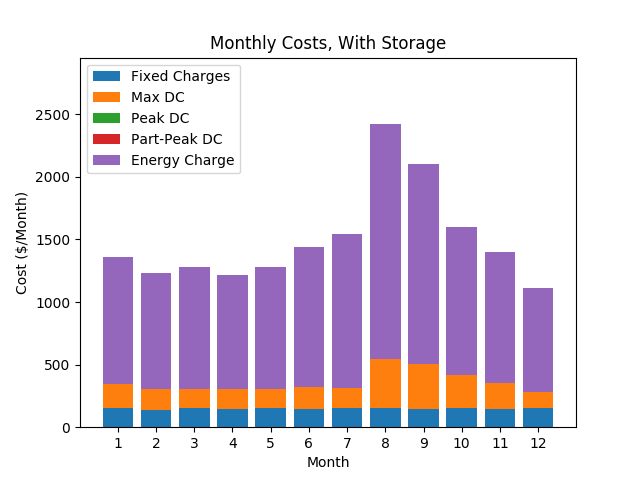 Monthly Costs, With Storage
Fixed Charges
Max DC
Peak DC
Part-Peak DC
Energy Charge
Cost ($/Month)
2500
2000
1500
1000
500
0
1 2 3 4 5 6 7 8 9 10 11 12
Month